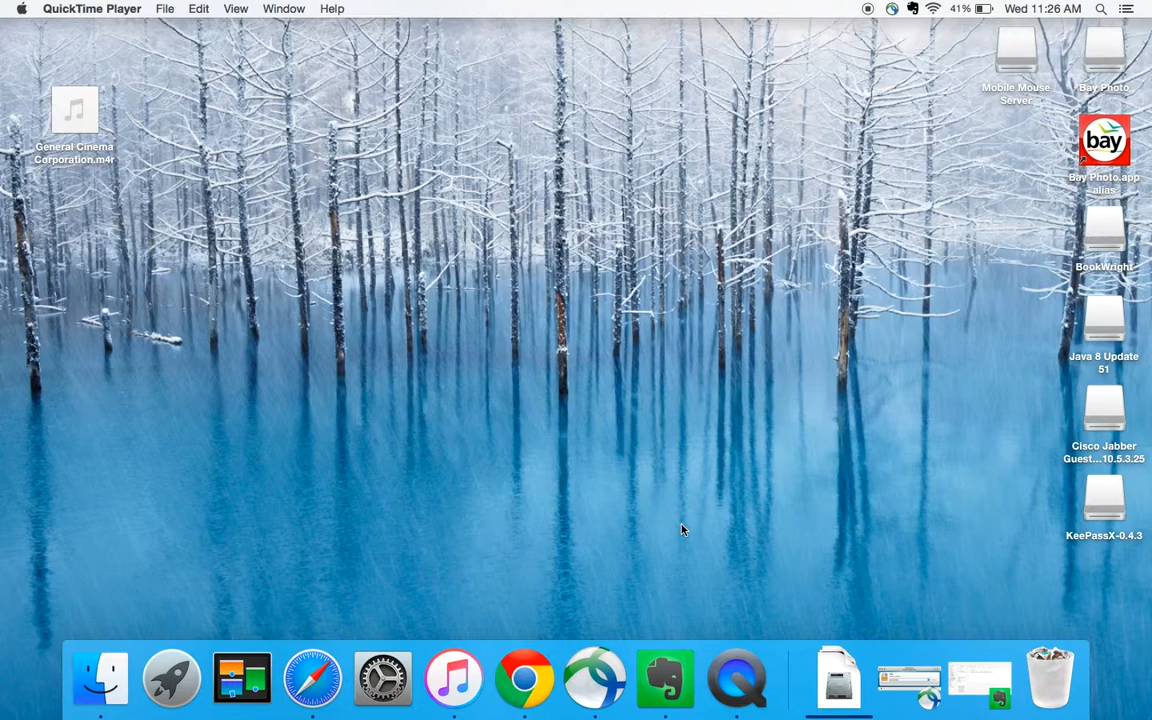 QuickTime Player File Edit View Window Help 41% Wed 11:26 AM
General Cinema
Corporation.m4r
Mobile Mouse
Server
Bay Photo
bay
Bay Photo.app
alias
BookWright
Java 8 Update
51
Cisco Jabber
Guest...10.5.3.25
KeePassX-0.4.3